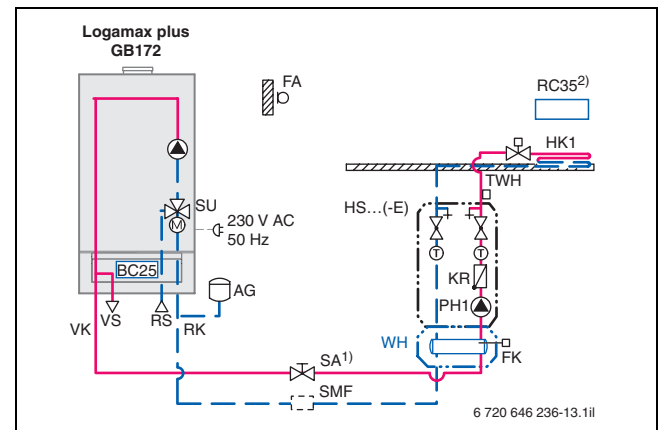 Logamax plus
GB172
FA
RC35²⁾
HK1
TWH
HS…(-E)
SU
M
230 V AC
50 Hz
T
T
BC25
KR
AG
PH1
VS
RS
VK
RK
WH
FK
SA¹⁾
SMF
6 720 646 236-13.1il